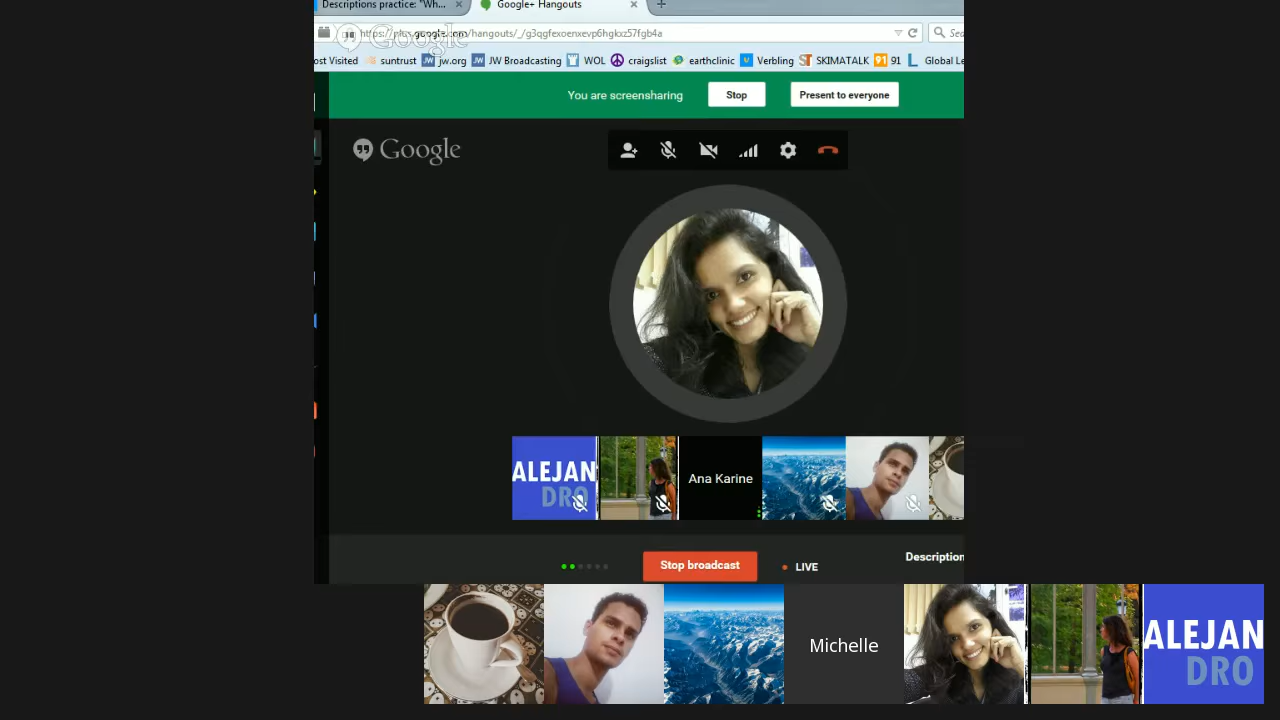 Descriptions practice: "Wh... × Google+ Hangouts × +
https://plus.google.com/hangouts/_/g3qgfexoenxevp6hgkxz57fgb4a Sea
Google
ost Visited suntrust jw.org JW Broadcasting WOL craigslist earthclinic Verbling SKIMATALK 91 Global Le
You are screensharing Stop Present to everyone
Google
ALEJAN
DRO
Ana Karine
Stop broadcast LIVE Description
Michelle
ALEJAN
DRO